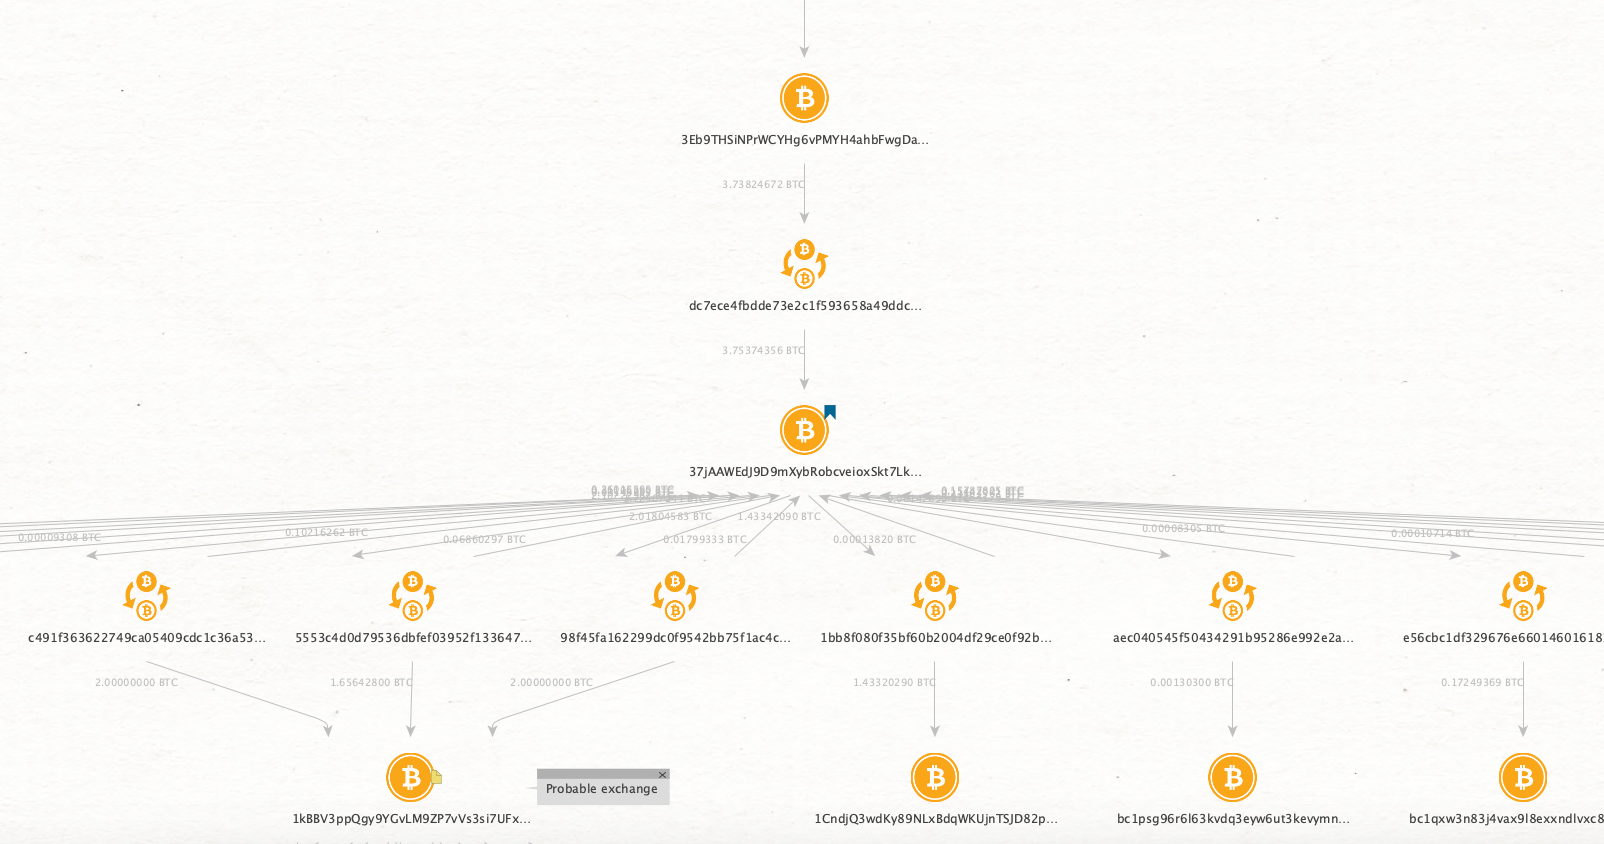 3Eb9THSiNPrWCYHg6vPMYH4ahbFwgDa...
3.73824672 BTC
dc7ece4fbdde73e2c1f593658a49ddc...
3.75374356 BTC
37jAAWEdJ9D9mXybRobcveioxSkt7Lk...
2.01804583 BTC 1.43342090 BTC
0.00009308 BTC 0.10216262 BTC 0.06860297 BTC 0.01799333 BTC 0.00013820 BTC 0.00008305 BTC 0.00010714 BTC
c491f363622749ca05409cdc1c36a53... 5553c4d0d79536dbfef03952f133647... 98f45fa162299dc0f9542bb75f1ac4c... 1bb8f080f35bf60b2004df29ce0f92b... aec040545f50434291b95286e992e2a... e56cbc1df329676e66014601618
2.00000000 BTC 1.65642800 BTC 2.00000000 BTC 1.43320290 BTC 0.00130300 BTC 0.17249369 BTC
Probable exchange
1kBBV3ppQgy9YGvLM9ZP7vVs3si7UFx... 1CndjQ3wdKy89NLxBdqWKUjnTSJD82p... bc1psg96r6l63kvdq3eyw6ut3kevymn... bc1qxw3n83j4vax9l8exxndlvxc8